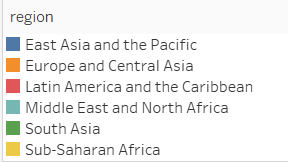 region
East Asia and the Pacific
Europe and Central Asia
Latin America and the Caribbean
Middle East and North Africa
South Asia
Sub-Saharan Africa